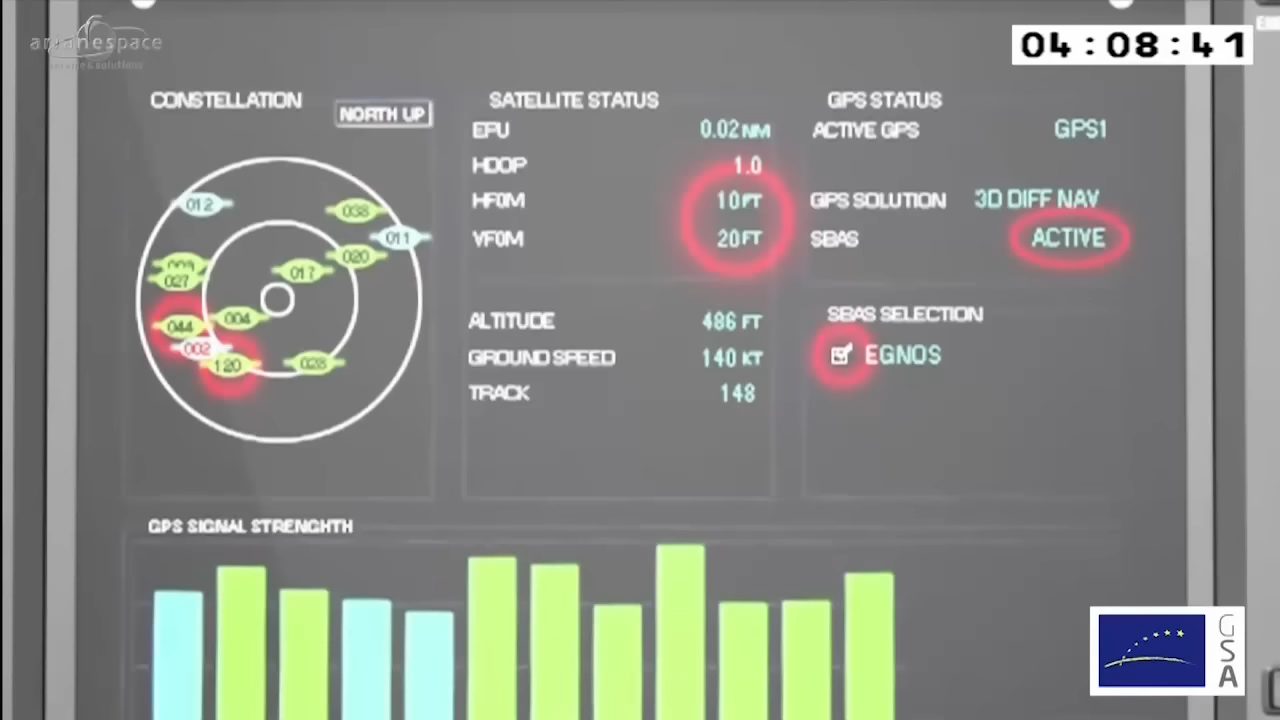 arianespace
service & solutions
04:08:41
CONSTELLATION
NORTH UP
012
038
011
020
017
027
004
044
002
120
028
SATELLITE STATUS
EPU 0.02 NM
HDOP 1.0
HFOM 10 FT
VFOM 20 FT
ALTITUDE 486 FT
GROUND SPEED 140 KT
TRACK 148
GPS STATUS
ACTIVE GPS GPS1
GPS SOLUTION 3D DIFF NAV
SBAS ACTIVE
SBAS SELECTION
EGNOS
GPS SIGNAL STRENGHTH
GSA